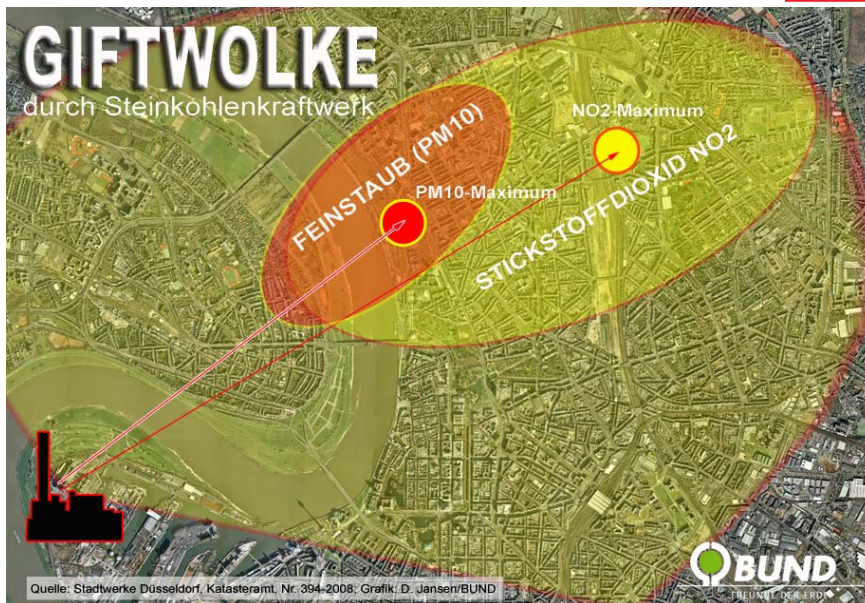 GIFTWOLKE
durch Steinkohlenkraftwerk
NO2-Maximum
FEINSTAUB (PM10)
PM10-Maximum
STICKSTOFFDIOXID NO2
BUND
FREUNDE DER ERDE
Quelle: Stadtwerke Düsseldorf, Katasteramt, Nr. 394-2008; Grafik: D. Jansen/BUND